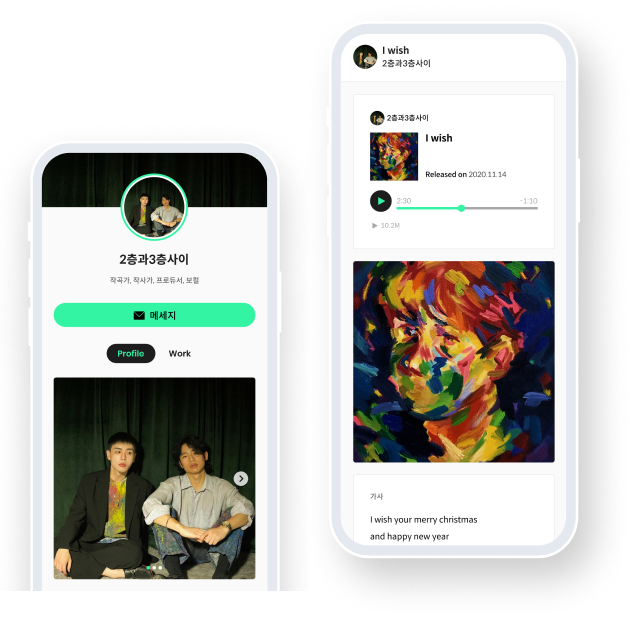 2층과3층사이
작곡가, 작사가, 프로듀서, 보컬
메세지
Profile
Work
I wish
2층과3층사이
2층과3층사이
I wish
Released on 2020.11.14
2:30
-1:10
10.2M
가사
I wish your merry christmas
and happy new year